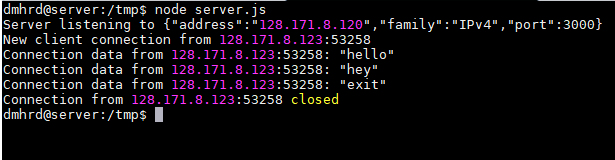 dmhrd@server:/tmp$ node server.js
Server listening to {"address":"128.171.8.120","family":"IPv4","port":3000}
New client connection from 128.171.8.123:53258
Connection data from 128.171.8.123:53258: "hello"
Connection data from 128.171.8.123:53258: "hey"
Connection data from 128.171.8.123:53258: "exit"
Connection from 128.171.8.123:53258 closed
dmhrd@server:/tmp$